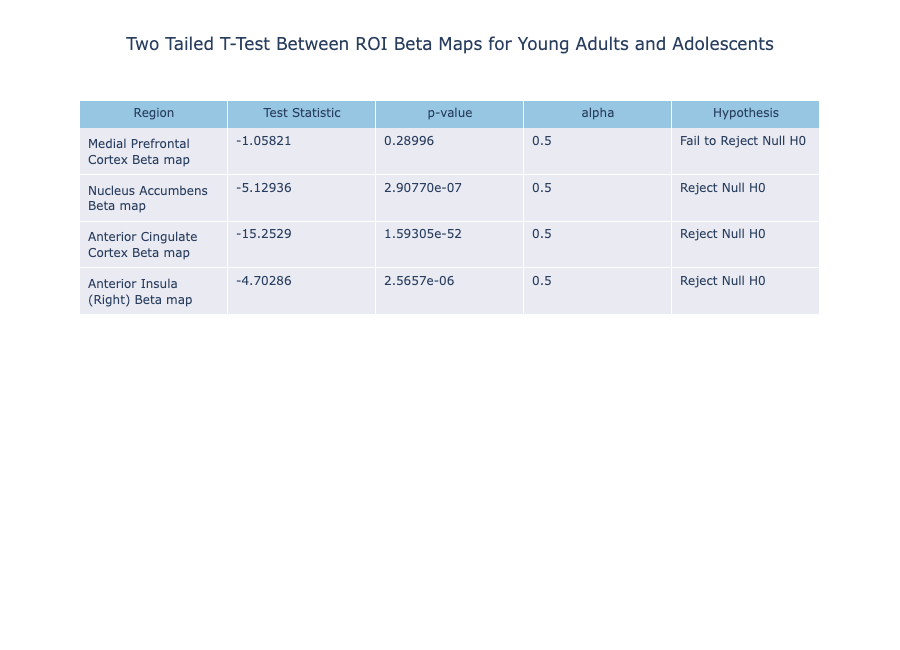 Two Tailed T-Test Between ROI Beta Maps for Young Adults and Adolescents
Region Test Statistic p-value alpha Hypothesis
Medial Prefrontal Cortex Beta map -1.05821 0.28996 0.5 Fail to Reject Null H0
Nucleus Accumbens Beta map -5.12936 2.90770e-07 0.5 Reject Null H0
Anterior Cingulate Cortex Beta map -15.2529 1.59305e-52 0.5 Reject Null H0
Anterior Insula (Right) Beta map -4.70286 2.5657e-06 0.5 Reject Null H0